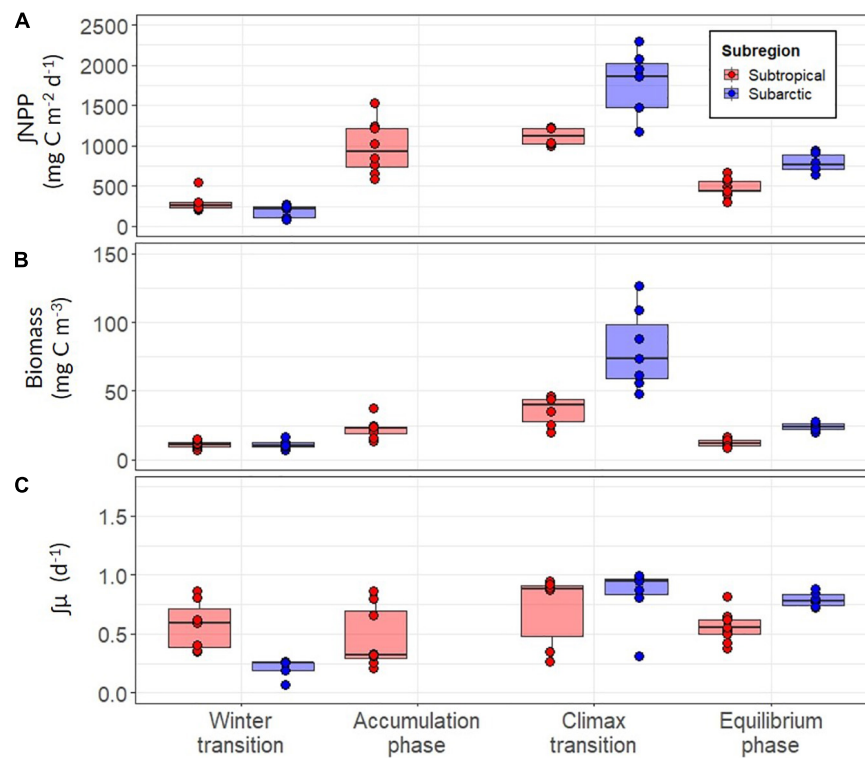 A
2500
2000
1500
1000
500
0
∫NPP
(mg C m-2 d-1)
Subregion
Subtropical
Subarctic
B
150
100
50
0
Biomass
(mg C m-3)
C
1.5
1.0
0.5
0.0
∫μ (d-1)
Winter
transition
Accumulation
phase
Climax
transition
Equilibrium
phase